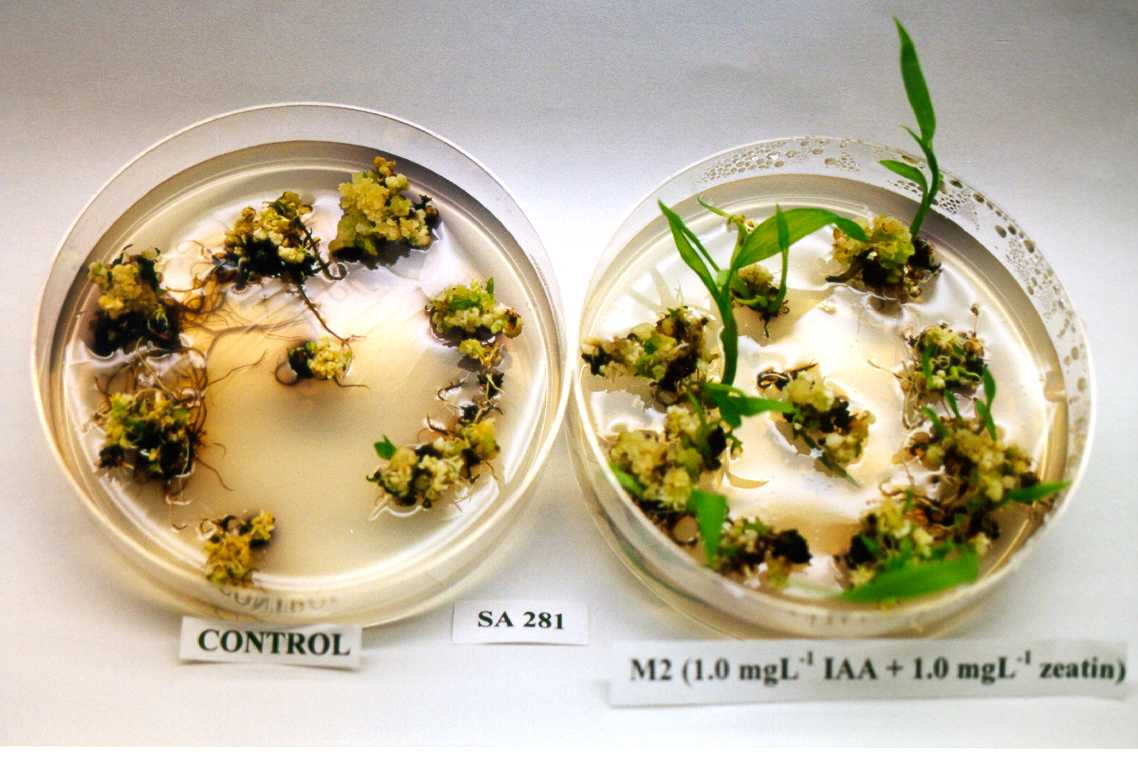 CONTROL
SA 281
M2 (1.0 mgL⁻¹ IAA + 1.0 mgL⁻¹ zeatin)